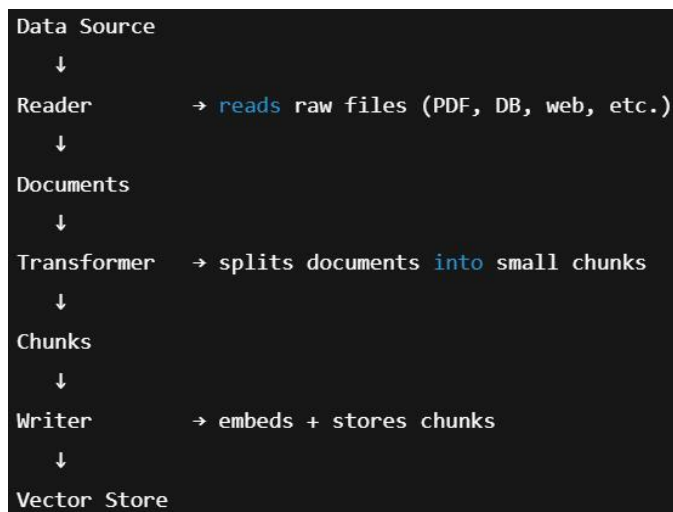 Data Source
↓
Reader → reads raw files (PDF, DB, web, etc.)
↓
Documents
↓
Transformer → splits documents into small chunks
↓
Chunks
↓
Writer → embeds + stores chunks
↓
Vector Store